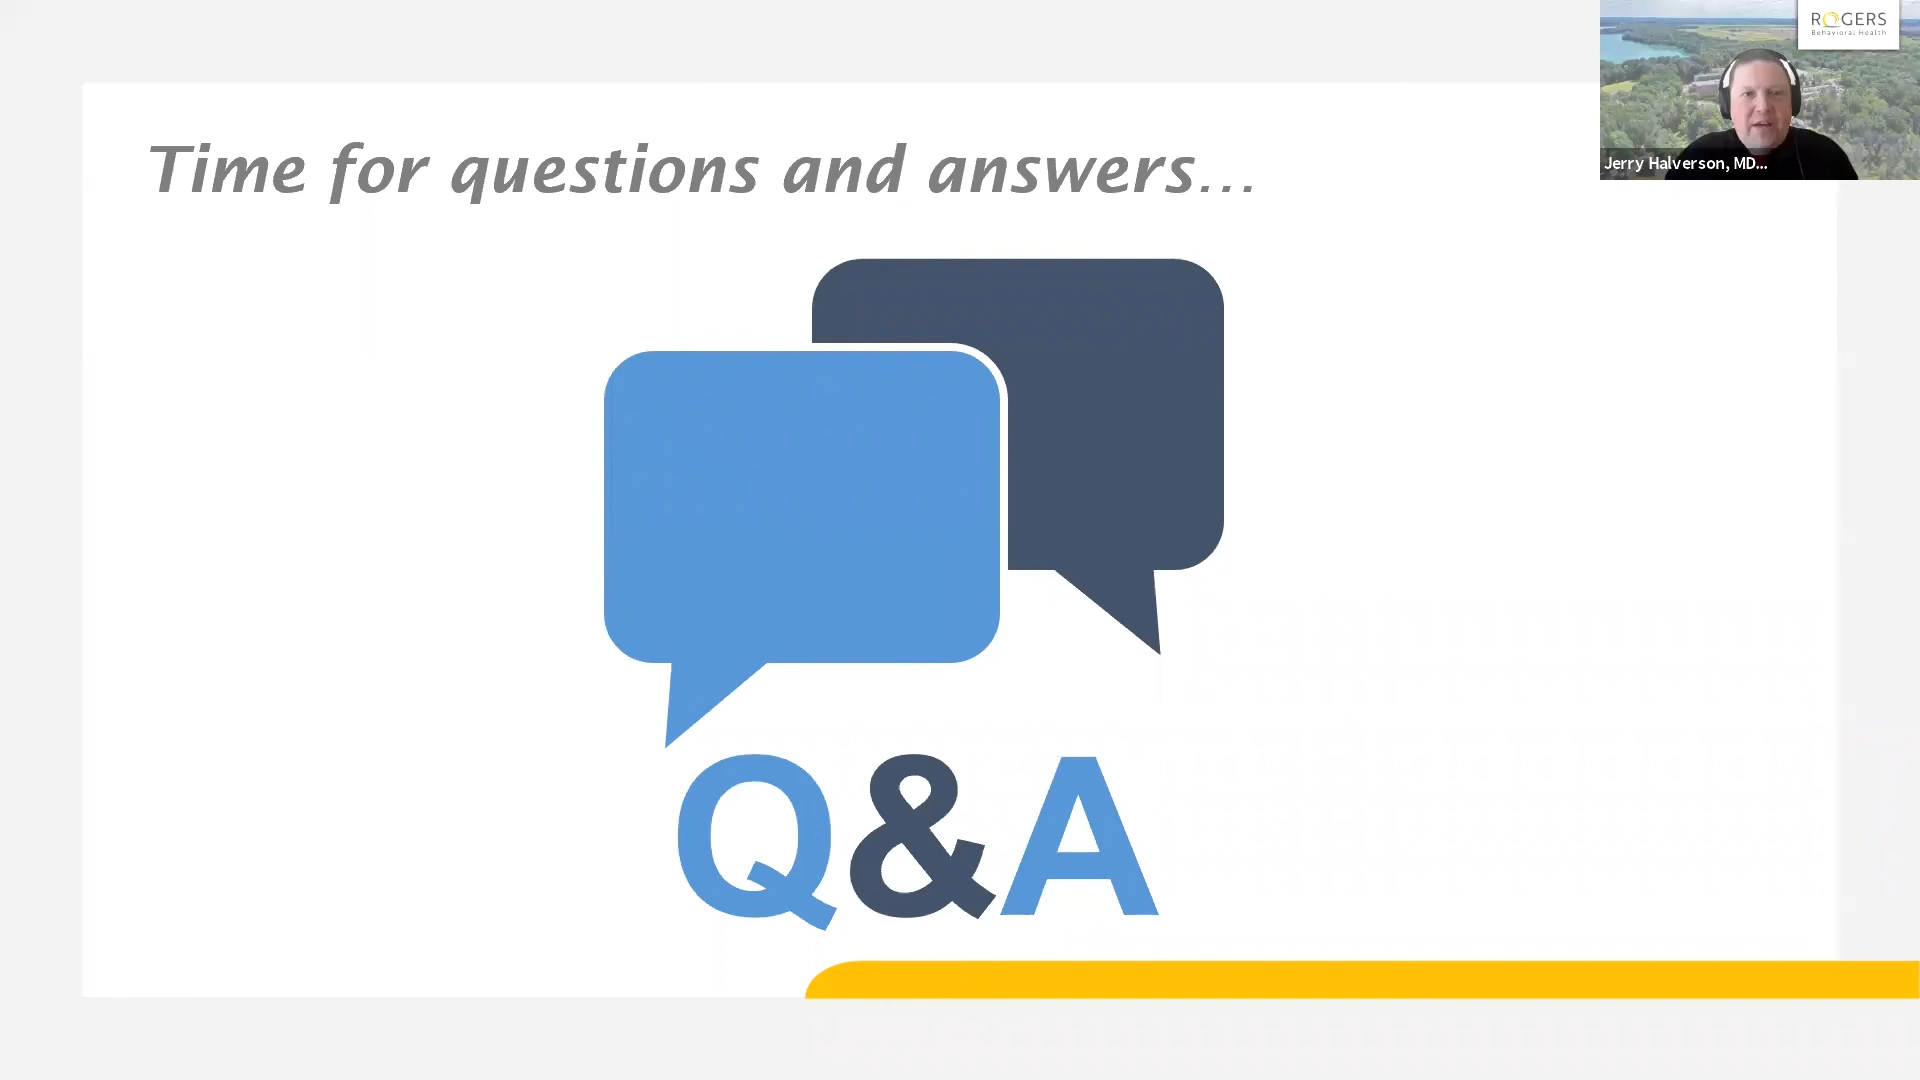 ROGERS
Behavioral Health
Jerry Halverson, MD...
Time for questions and answers...
Q&A